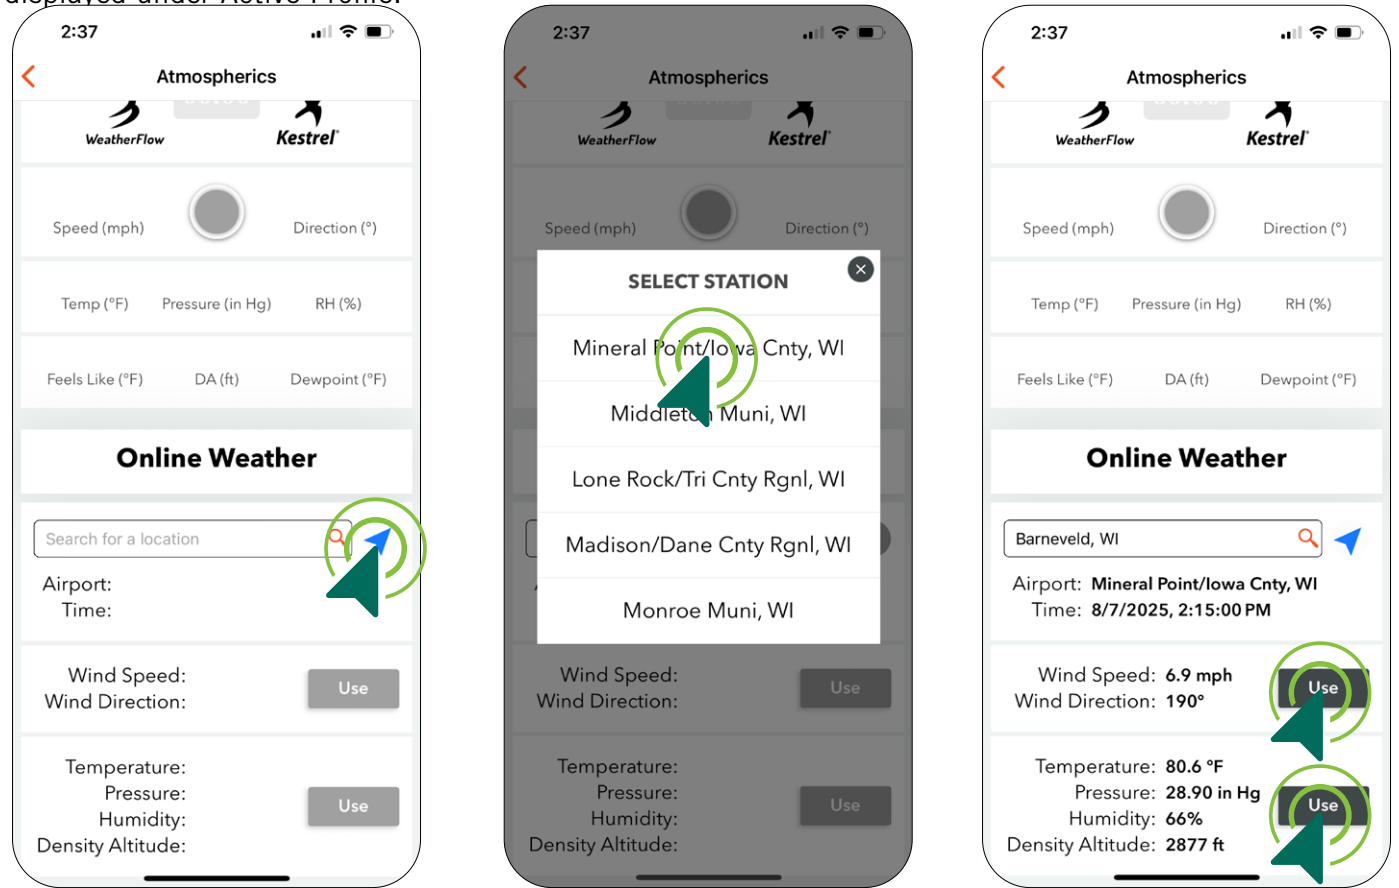 displayed under Active Profile.
2:37
Atmospherics
WeatherFlow
Kestrel
Speed (mph)
Direction (°)
Temp (°F) Pressure (in Hg) RH (%)
Feels Like (°F) DA (ft) Dewpoint (°F)
Online Weather
Search for a location
Airport:
Time:
Wind Speed:
Wind Direction:
Use
Temperature:
Pressure:
Humidity:
Density Altitude:
Use
2:37
Atmospherics
WeatherFlow
Kestrel
Speed (mph)
Direction (°)
SELECT STATION
Mineral Point/Iowa Cnty, WI
Middleton Muni, WI
Lone Rock/Tri Cnty Rgnl, WI
Madison/Dane Cnty Rgnl, WI
Monroe Muni, WI
Wind Speed:
Wind Direction:
Use
Temperature:
Pressure:
Humidity:
Density Altitude:
Use
2:37
Atmospherics
WeatherFlow
Kestrel
Speed (mph)
Direction (°)
Temp (°F) Pressure (in Hg) RH (%)
Feels Like (°F) DA (ft) Dewpoint (°F)
Online Weather
Barneveld, WI
Airport: Mineral Point/Iowa Cnty, WI
Time: 8/7/2025, 2:15:00 PM
Wind Speed: 6.9 mph
Wind Direction: 190°
Use
Temperature: 80.6 °F
Pressure: 28.90 in Hg
Humidity: 66%
Density Altitude: 2877 ft
Use